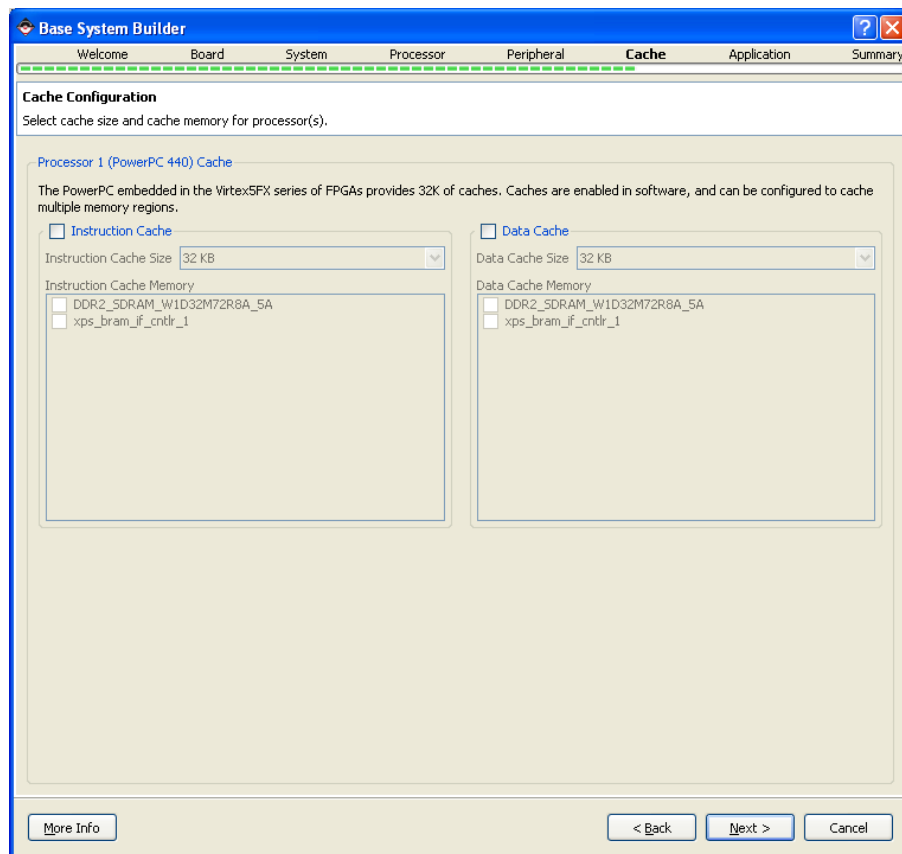 Base System Builder
Welcome Board System Processor Peripheral Cache Application Summary
Cache Configuration
Select cache size and cache memory for processor(s).
Processor 1 (PowerPC 440) Cache
The PowerPC embedded in the Virtex5FX series of FPGAs provides 32K of caches. Caches are enabled in software, and can be configured to cache
multiple memory regions.
Instruction Cache
Instruction Cache Size 32 KB
Instruction Cache Memory
DDR2_SDRAM_W1D32M72R8A_5A
xps_bram_if_cntlr_1
Data Cache
Data Cache Size 32 KB
Data Cache Memory
DDR2_SDRAM_W1D32M72R8A_5A
xps_bram_if_cntlr_1
More Info < Back Next > Cancel